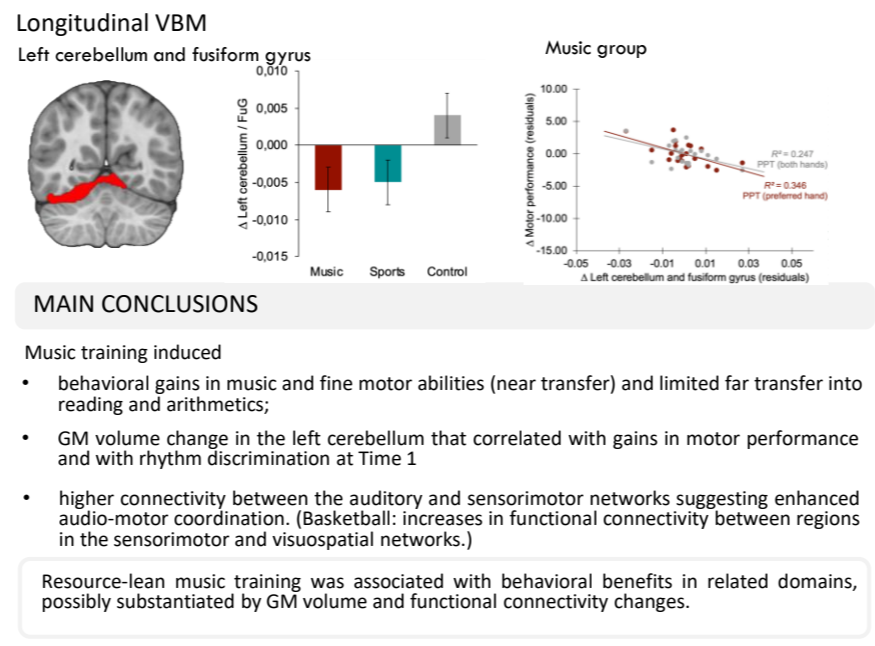 Longitudinal VBM
Left cerebellum and fusiform gyrus
0,010
0,005
0,000
-0,005
-0,010
-0,015
Δ Left cerebellum / FuG
Music
Sports
Control
Music group
10.00
5.00
0.00
-5.00
-10.00
-15.00
Δ Motor performance (residuals)
R² = 0.247
PPT (both hands)
R² = 0.346
PPT (preferred hand)
-0.05
-0.03
-0.01
0.01
0.03
0.05
Δ Left cerebellum and fusiform gyrus (residuals)
MAIN CONCLUSIONS
Music training induced
• behavioral gains in music and fine motor abilities (near transfer) and limited far transfer into
reading and arithmetics;
• GM volume change in the left cerebellum that correlated with gains in motor performance
and with rhythm discrimination at Time 1
• higher connectivity between the auditory and sensorimotor networks suggesting enhanced
audio-motor coordination. (Basketball: increases in functional connectivity between regions
in the sensorimotor and visuospatial networks.)
Resource-lean music training was associated with behavioral benefits in related domains,
possibly substantiated by GM volume and functional connectivity changes.